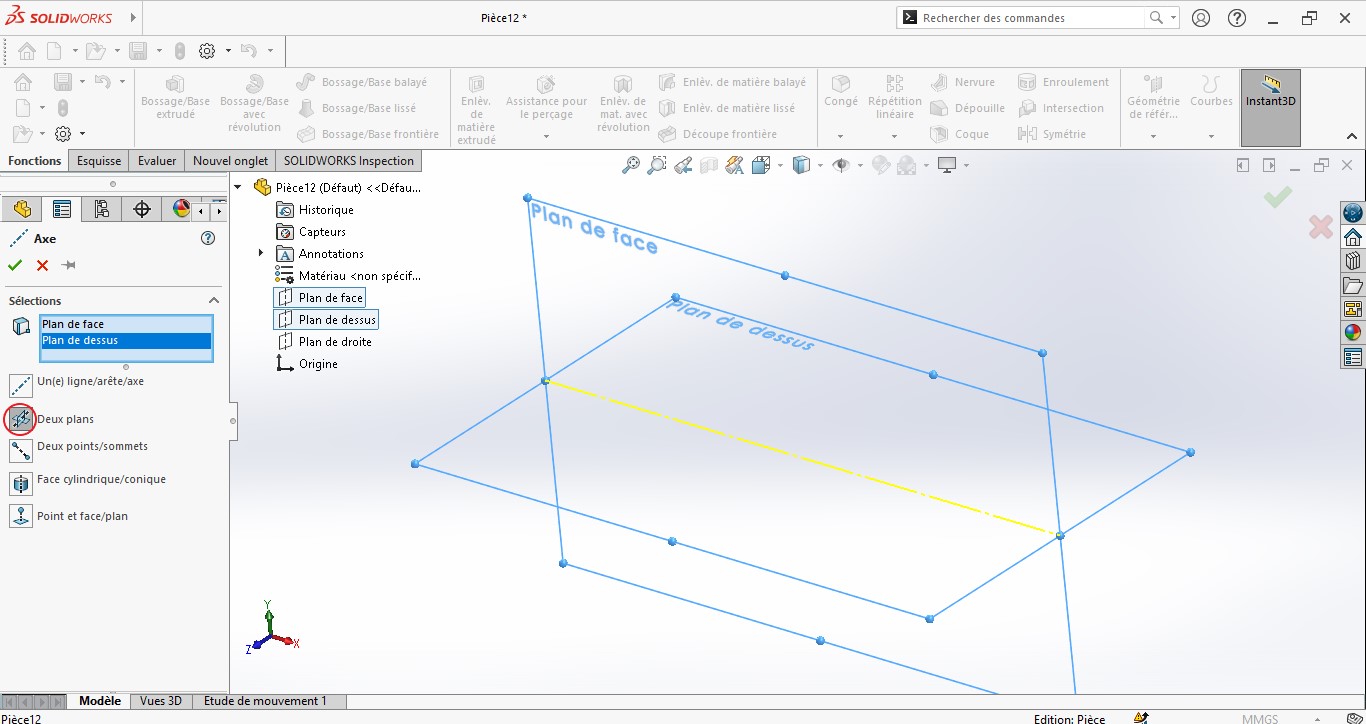 SOLIDWORKS
Pièce12 *
Rechercher des commandes
Bossage/Base extrudé
Bossage/Base avec révolution
Bossage/Base balayé
Bossage/Base lissé
Bossage/Base frontière
Enlèv. de matière extrudé
Assistance pour le perçage
Enlèv. de mat. avec révolution
Enlèv. de matière balayé
Enlèv. de matière lissé
Découpe frontière
Congé
Répétition linéaire
Nervure
Dépouille
Coque
Enroulement
Intersection
Symétrie
Géométrie de référ...
Courbes
Instant3D
Fonctions
Esquisse
Evaluer
Nouvel onglet
SOLIDWORKS Inspection
Axe
Sélections
Plan de face
Plan de dessus
Un(e) ligne/arête/axe
Deux plans
Deux points/sommets
Face cylindrique/conique
Point et face/plan
Pièce12 (Défaut) <<Défau...
Historique
Capteurs
Annotations
Matériau <non spécif...
Plan de face
Plan de dessus
Plan de droite
Origine
Plan de face
Plan de dessus
Y
X
Z
Modèle
Vues 3D
Etude de mouvement 1
Pièce12
Edition: Pièce
MMGS